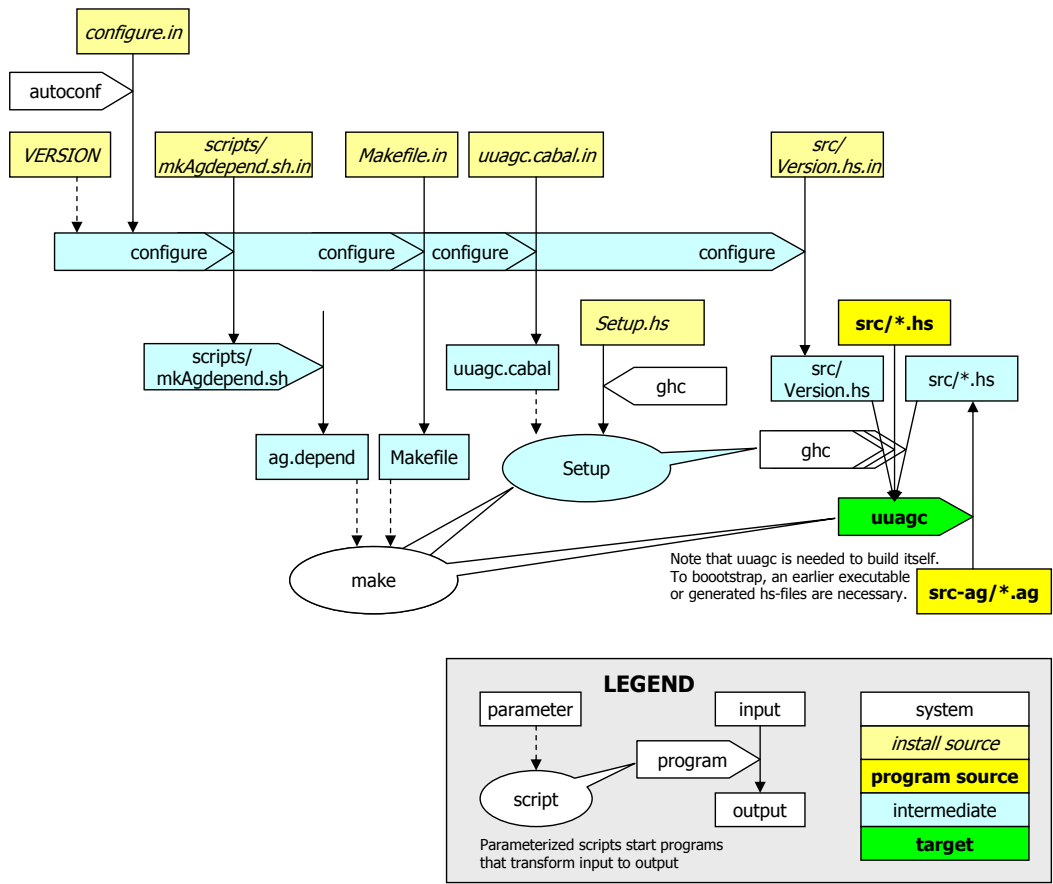 configure.in
autoconf
VERSION
scripts/
mkAgdepend.sh.in
Makefile.in
uuagc.cabal.in
src/
Version.hs.in
configure
configure
configure
configure
Setup.hs
src/*.hs
scripts/
mkAgdepend.sh
uuagc.cabal
ghc
src/
Version.hs
src/*.hs
ag.depend
Makefile
Setup
ghc
uuagc
make
Note that uuagc is needed to build itself.
To boootstrap, an earlier executable
or generated hs-files are necessary.
src-ag/*.ag
LEGEND
parameter
input
system
install source
program
program source
script
output
intermediate
target
Parameterized scripts start programs
that transform input to output